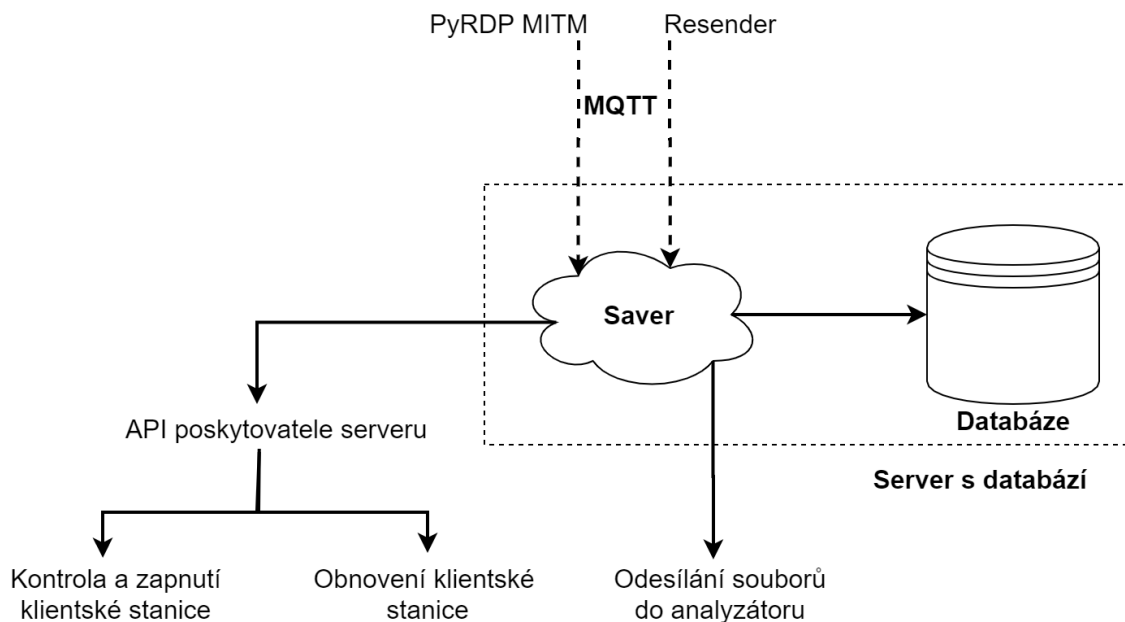 PyRDP MITM
Resender
MQTT
Saver
Databáze
API poskytovatele serveru
Server s databází
Kontrola a zapnutí
klientské stanice
Obnovení klientské
stanice
Odesílání souborů
do analyzátoru